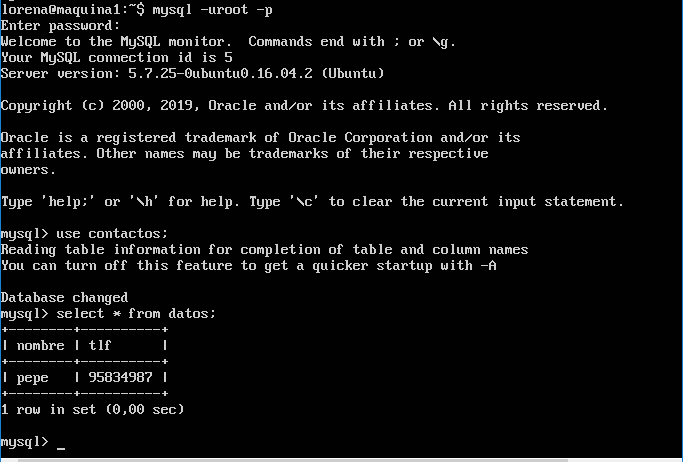 lorena@maquina1:~$ mysql -uroot -p
Enter password:
Welcome to the MySQL monitor.  Commands end with ; or \g.
Your MySQL connection id is 5
Server version: 5.7.25-0ubuntu0.16.04.2 (Ubuntu)
Copyright (c) 2000, 2019, Oracle and/or its affiliates. All rights reserved.
Oracle is a registered trademark of Oracle Corporation and/or its
affiliates. Other names may be trademarks of their respective
owners.
Type 'help;' or '\h' for help. Type '\c' to clear the current input statement.
mysql> use contactos;
Reading table information for completion of table and column names
You can turn off this feature to get a quicker startup with -A
Database changed
mysql> select * from datos;
+--------+----------+
| nombre | tlf      |
+--------+----------+
| pepe   | 95834987 |
+--------+----------+
1 row in set (0,00 sec)
mysql> _